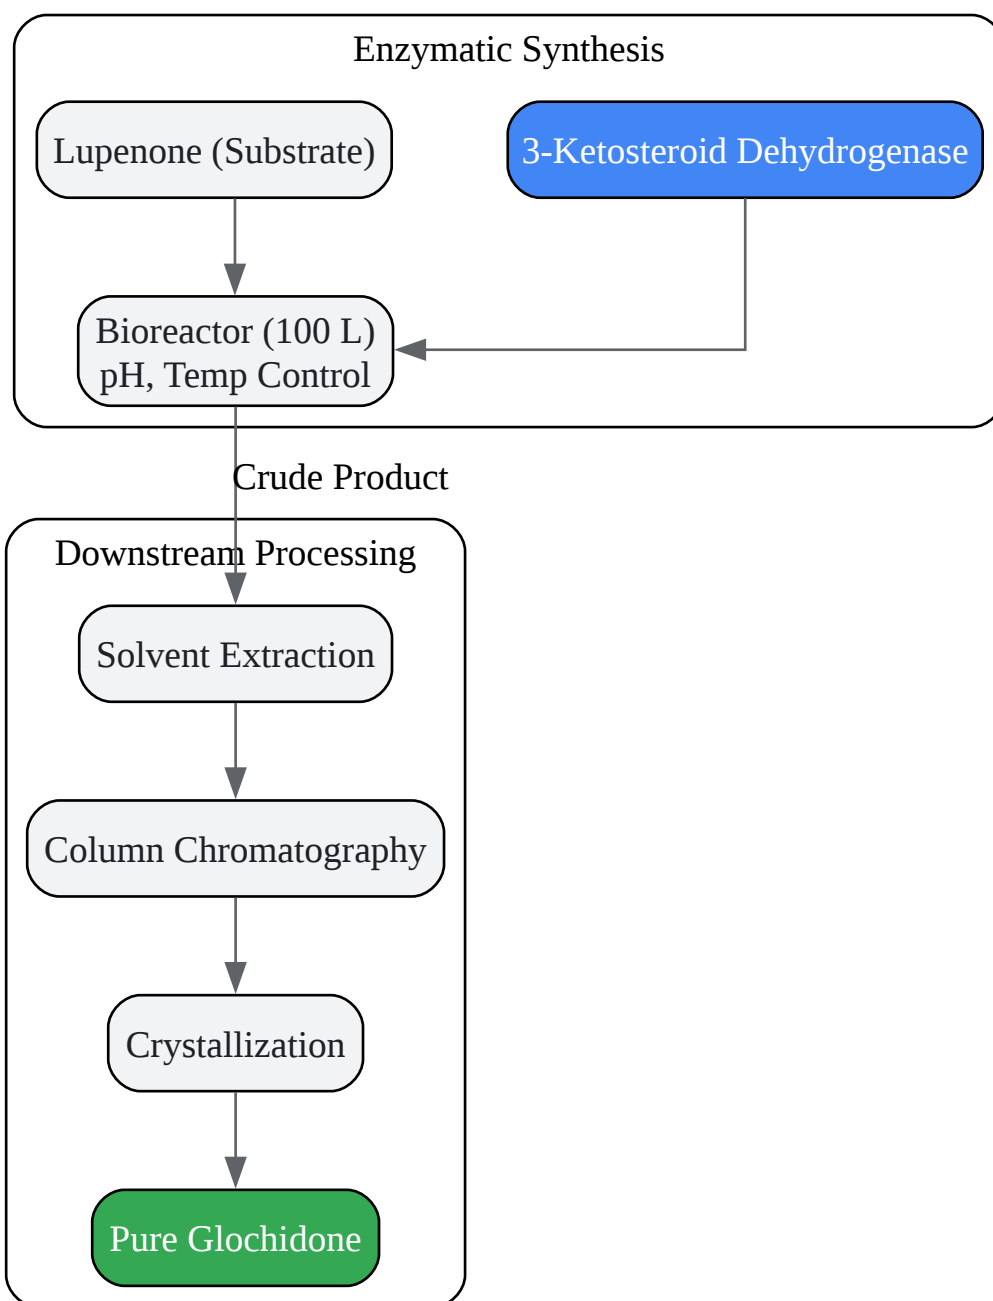 Enzymatic Synthesis
Lupenone (Substrate)
3-Ketosteroid Dehydrogenase
Bioreactor (100 L)
pH, Temp Control
Crude Product
Downstream Processing
Solvent Extraction
Column Chromatography
Crystallization
Pure Glochidone